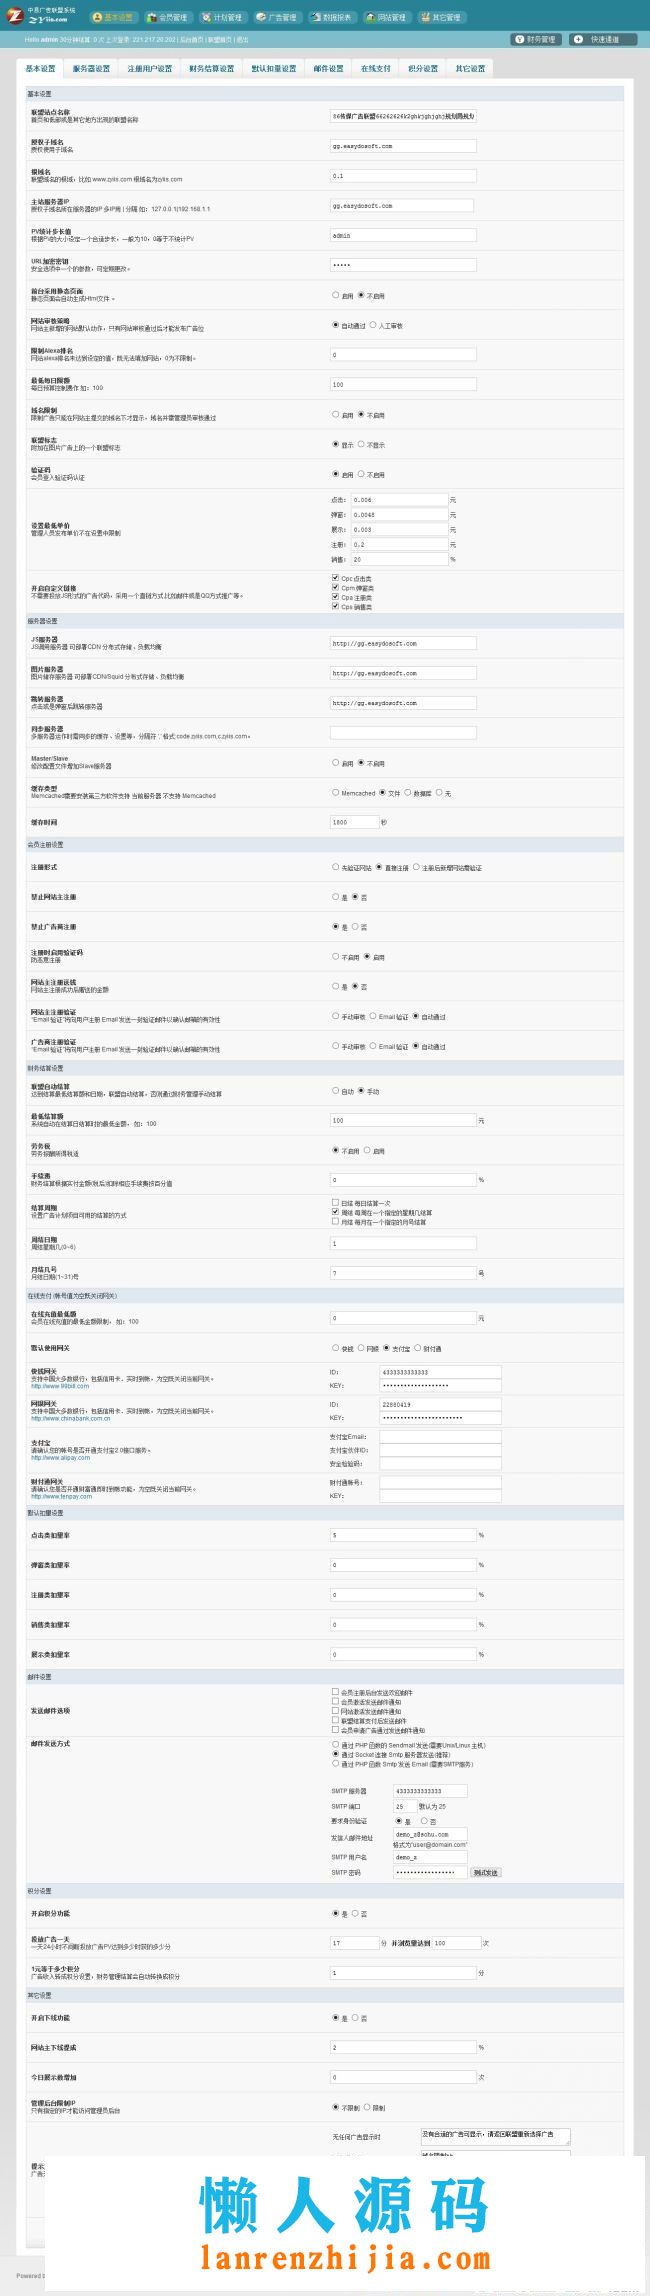 中易广告联盟系统
Zyiis.com
基本设置 会员管理 计划管理 广告管理 数据报表 网站管理 其它管理
Hello admin 30分钟结算: 0 次 上次登录: 221.217.20.202 | 后台首页 | 联盟首页 | 退出
财务管理 快速通道
基本设置 服务器设置 注册用户设置 财务结算设置 默认扣量设置 邮件设置 在线支付 积分设置 其它设置
基本设置
联盟站点名称
首页和底部或是其它地方出现的联盟名称
授权子域名
授权使用子域名
gg.easydosoft.com
根域名
联盟域名的根域，比如 www.zyiis.com 根域名为zyiis.com
0.1
主站服务器IP
授权子域名所在服务器的IP 多IP用 | 分隔 如：127.0.0.1|192.168.1.1
gg.easydosoft.com
PV统计步长值
根据PV的大小设定一个合适步长，一般为10，0等于不统计PV
admin
URL加密密钥
安全选项中一个的参数，可定期更改。
前台采用静态页面
静态页面会自动生成Html文件 。
启用 不启用
网站审核策略
网站主新增的网站默认动作，只有网站审核通过后才能发布广告位
自动通过 人工审核
限制Alexa排名
网站alexa排名未达到设定的值，既无法填加网站，0为不限制。
0
最低每日限额
每日预算控制最作 如：100
100
域名限制
限制广告只能在网站主提交的域名下才显示，域名并需管理员审核通过
启用 不启用
联盟标志
附加在图片广告上的一个联盟标志
显示 不显示
验证码
会员登入验证码认证
启用 不启用
设置最低单价
管理人员发布单价不在设置中限制
点击： 0.006 元
弹窗： 0.0048 元
展示： 0.003 元
注册： 0.2 元
销售： 20 %
开启自定义链接
不需要投放JS形式的广告代码，采用一个直链方式,比如邮件或是QQ方式推广等。
Cpc 点击类
Cpm 弹窗类
Cpa 注册类
Cps 销售类
服务器设置
JS服务器
JS调用服务器 可部署CDN 分布式存储、负载均衡
http://gg.easydosoft.com
图片服务器
图片储存服务器 可部署CDN/Squid 分布式存储、负载均衡
http://gg.easydosoft.com
跳转服务器
点击或是弹窗后跳转服务器
http://gg.easydosoft.com
同步服务器
多服务器运作时需同步的缓存、设置等，分隔符 ',' 格式:code.zyiis.com,c.zyiis.com。
Master/Slave
修改配置文件增加Slave服务器
启用 不启用
缓存类型
Memcached需要安装第三方软件支持 当前服务器 不支持 Memcached
Memcached 文件 数据库 无
缓存时间
1800 秒
会员注册设置
注册形式
先验证网站 直接注册 注册后新增网站需验证
禁止网站主注册
是 否
禁止广告商注册
是 否
注册时启用验证码
防恶意注册
不启用 启用
网站主注册送钱
网站主注册成功后赠送的金额
是 否
网站主注册验证
"Email 验证"将向用户注册 Email 发送一封验证邮件以确认邮箱的有效性
手动审核 Email 验证 自动通过
广告商注册验证
"Email 验证"将向用户注册 Email 发送一封验证邮件以确认邮箱的有效性
手动审核 Email 验证 自动通过
财务结算设置
联盟自动结算
达到结算最低结算额和日期，联盟自动结算，否则通过财务管理手动结算
自动 手动
最低结算额
系统自动在结算日结算时的最低金额， 如：100
100 元
劳务税
劳务报酬所得税法
不启用 启用
手续费
财务结算根据实付金额(税后)扣除相应手续费按百分值
0 %
结算周期
设置广告计划项目可用的结算的方式
日结 每日结算一次
周结 每周在一个指定的星期几结算
月结 每月在一个指定的月号结算
周结日期
周结星期几(0~6)
1
月结几号
月结日期(1~31)号
7 号
在线支付 (帐号值为空既关闭网关)
在线充值最低额
会员在线充值的最低金额限制， 如：100
0 元
默认使用网关
快钱 网银 支付宝 财付通
快钱网关
支持中国大多数银行，包括信用卡、实时到帐，为空既关闭当前网关。
http://www.99bill.com
ID: 4333333333333
KEY:
网银网关
支持中国大多数银行，包括信用卡、实时到帐，为空既关闭当前网关。
http://www.chinabank.com.cn
ID: 22880419
KEY:
支付宝
请确认您的帐号是否开通支付宝2.0接口服务。
http://www.alipay.com
支付宝Email:
支付宝伙伴ID:
安全检验码:
财付通网关
请确认您是否开通财富通即时到帐功能，为空既关闭当前网关。
http://www.tenpay.com
财付通帐号:
KEY:
默认扣量设置
点击类扣量率
5 %
弹窗类扣量率
0 %
注册类扣量率
0 %
销售类扣量率
0 %
展示类扣量率
0 %
邮件设置
发送邮件选项
会员注册后台发送欢迎邮件
会员激活发送邮件通知
网站激活发送邮件通知
联盟结算支付后发送邮件
会员申请广告通过发送邮件通知
邮件发送方式
通过 PHP 函数的 Sendmail 发送(需要Unix/Linux 主机)
通过 Socket 连接 Smtp 服务器发送(推荐)
通过 PHP 函数 Smtp 发送 Email (需要SMTP服务)
SMTP 服务器 4333333333333
SMTP 端口 25 默认为 25
要求身份验证 是 否
发信人邮件地址 demo_z@sohu.com
格式为"user@domain.com"
SMTP 用户名 demo_z
SMTP 密码 测试发送
积分设置
开启积分功能
是 否
投放广告一天
一天24小时不间断投放广告PV达到多少时获的多少分
17 分 并浏览量达到 100 次
1元等于多少积分
广告收入转成积分设置，财务管理结算会自动转换成积分
1 分
其它设置
开启下线功能
是 否
网站主下线提成
2 %
今日展示数增加
0 次
管理后台限制IP
只有指定的IP才能访问管理员后台
不限制 限制
无任何广告显示时
没有合适的广告可显示，请返回联盟重新选择广告
懒人源码
lanrenzhijia.com
Powered